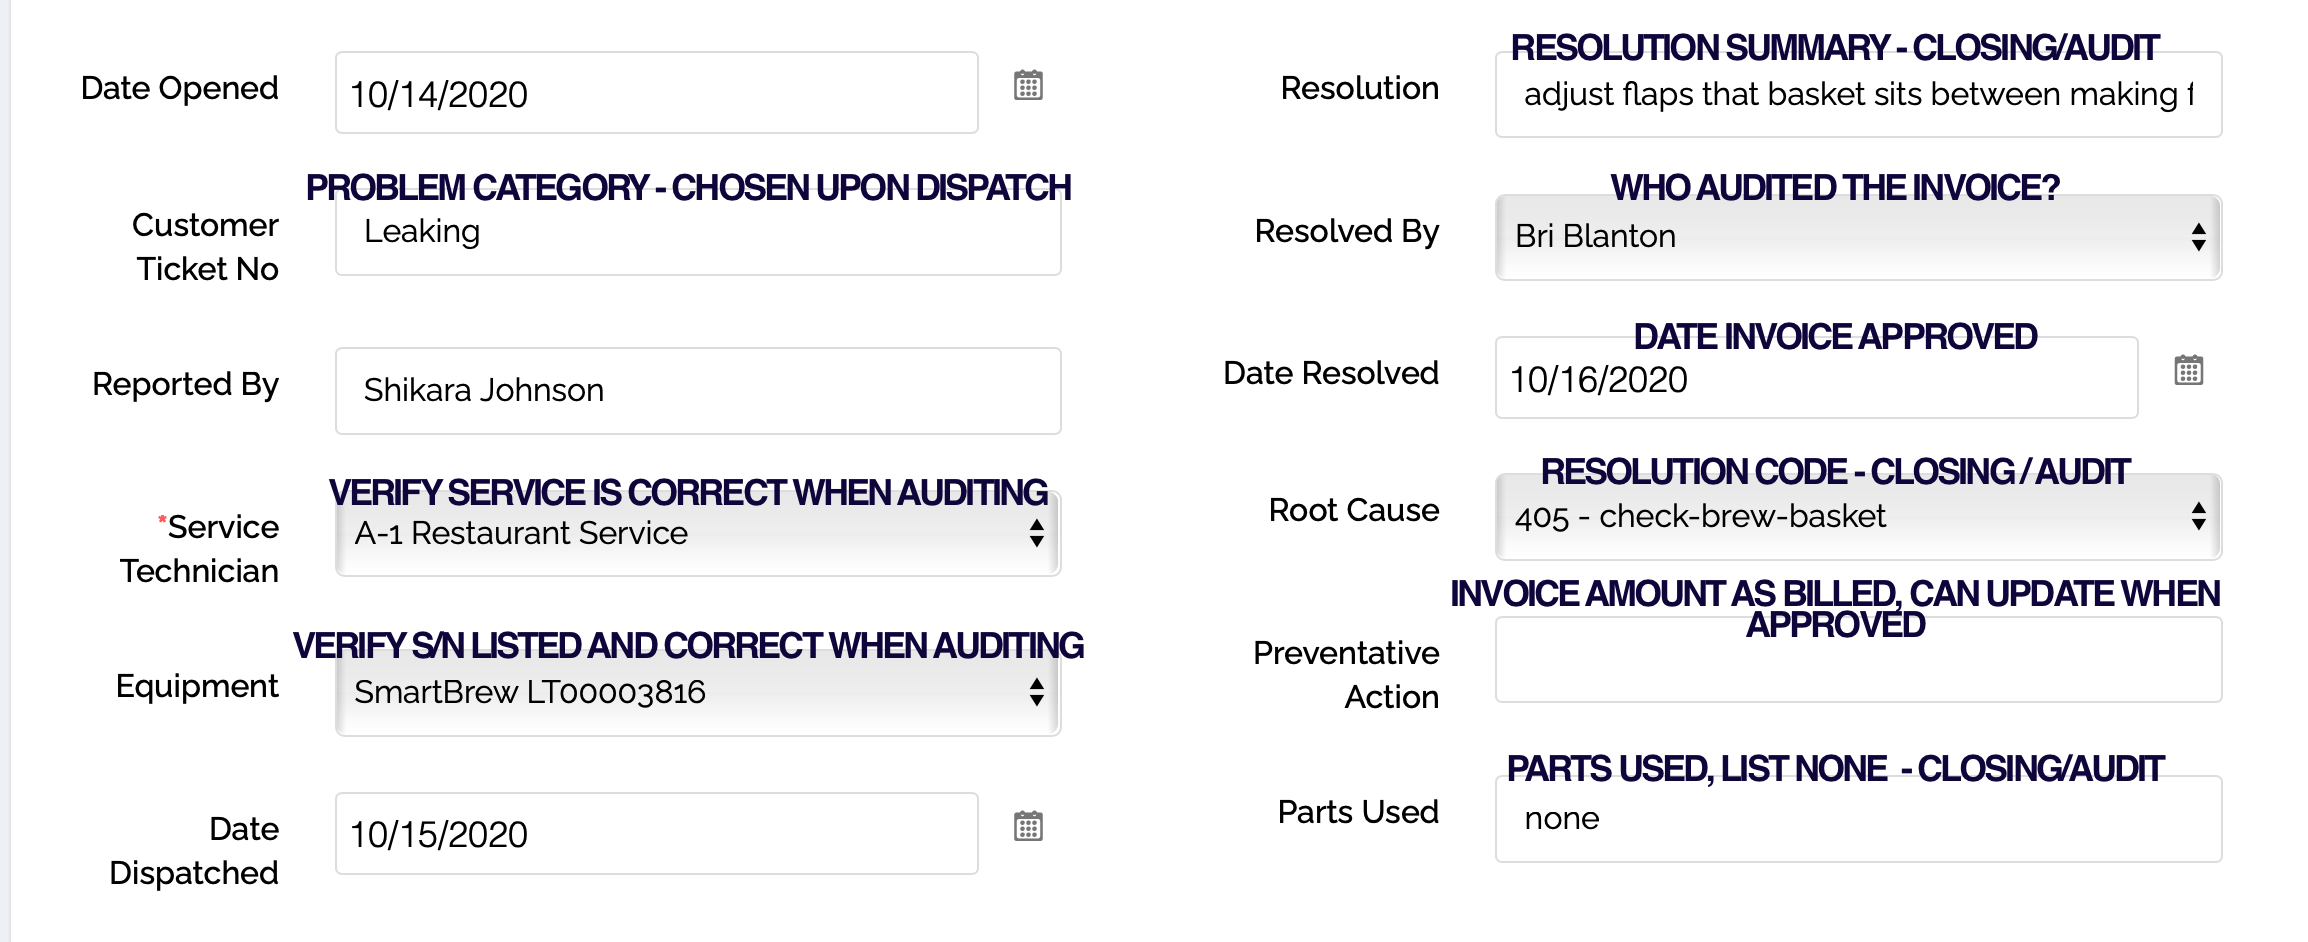 Date Opened
10/14/2020
PROBLEM CATEGORY - CHOSEN UPON DISPATCH
Customer
Ticket No
Leaking
Reported By
Shikara Johnson
VERIFY SERVICE IS CORRECT WHEN AUDITING
*Service
Technician
A-1 Restaurant Service
VERIFY S/N LISTED AND CORRECT WHEN AUDITING
Equipment
SmartBrew LT00003816
Date
Dispatched
10/15/2020
RESOLUTION SUMMARY - CLOSING/AUDIT
Resolution
adjust flaps that basket sits between making
WHO AUDITED THE INVOICE?
Resolved By
Bri Blanton
DATE INVOICE APPROVED
Date Resolved
10/16/2020
RESOLUTION CODE - CLOSING / AUDIT
Root Cause
405 - check-brew-basket
INVOICE AMOUNT AS BILLED, CAN UPDATE WHEN
APPROVED
Preventative
Action
PARTS USED, LIST NONE - CLOSING/AUDIT
Parts Used
none